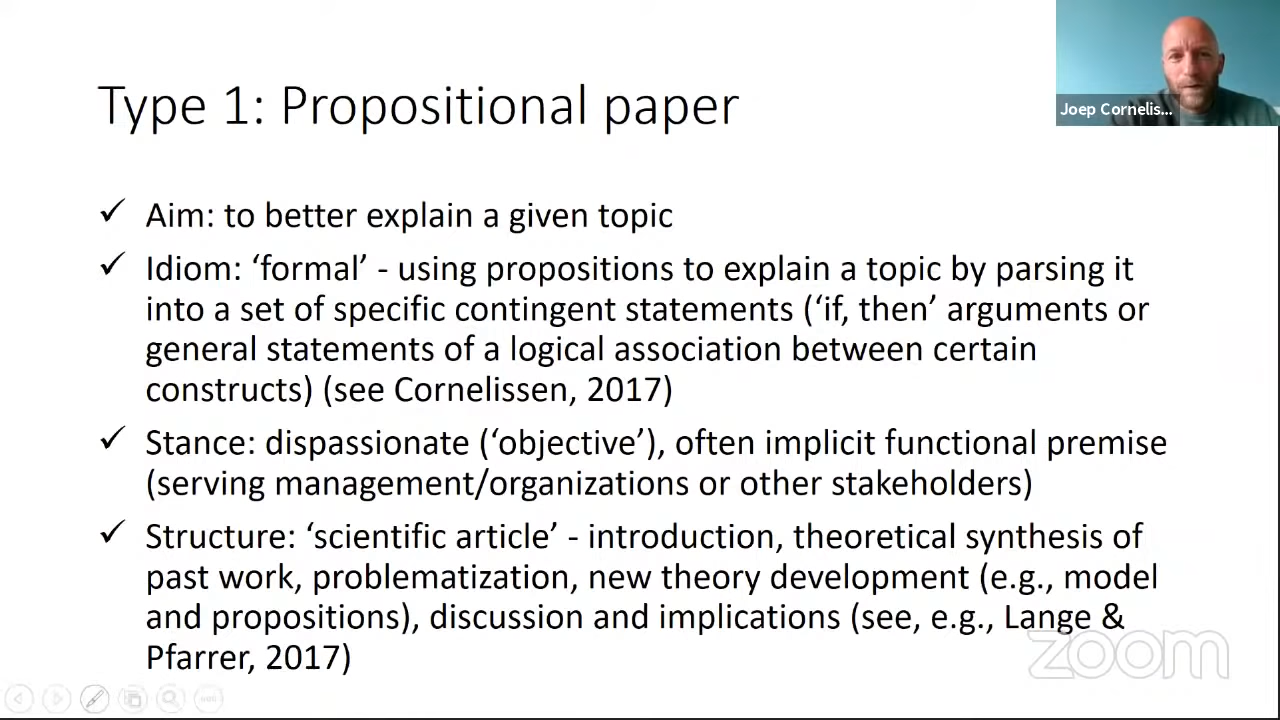 Type 1: Propositional paper
Joep Cornelis...
✓ Aim: to better explain a given topic
✓ Idiom: ‘formal’ - using propositions to explain a topic by parsing it
into a set of specific contingent statements (‘if, then’ arguments or
general statements of a logical association between certain
constructs) (see Cornelissen, 2017)
✓ Stance: dispassionate (‘objective’), often implicit functional premise
(serving management/organizations or other stakeholders)
✓ Structure: ‘scientific article’ - introduction, theoretical synthesis of
past work, problematization, new theory development (e.g., model
and propositions), discussion and implications (see, e.g., Lange &
Pfarrer, 2017)
zoom